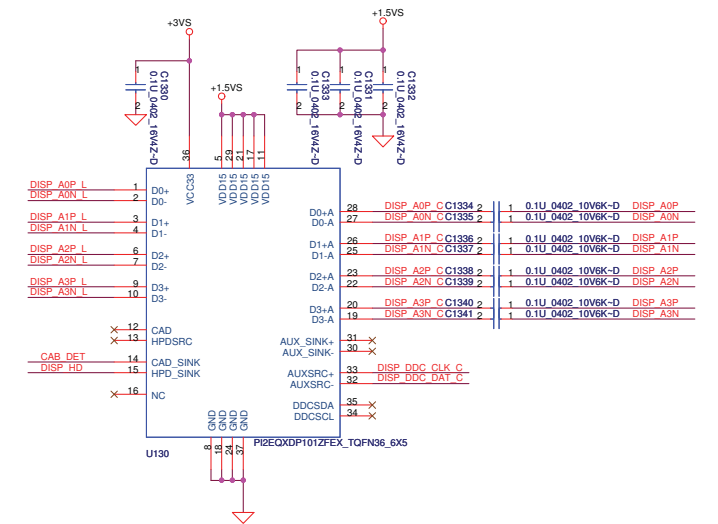 +3VS
+1.5VS
+1.5VS
1
2
C1330
0.1U_0402_16V4Z~D
1
2
C1333
0.1U_0402_16V4Z~D
1
2
C1331
0.1U_0402_16V4Z~D
1
2
C1332
0.1U_0402_16V4Z~D
36 5 29 21 17 11
VCC33 VDD15 VDD15 VDD15 VDD15 VDD15
DISP_A0P_L 1 D0+
DISP_A0N_L 2 D0-
DISP_A1P_L 3 D1+
DISP_A1N_L 4 D1-
DISP_A2P_L 6 D2+
DISP_A2N_L 7 D2-
DISP_A3P_L 9 D3+
DISP_A3N_L 10 D3-
12 CAD
13 HPDSRC
CAB_DET 14 CAD_SINK
DISP_HD 15 HPD_SINK
16 NC
D0+A 28 DISP_A0P_C C1334 2 1 0.1U_0402_10V6K~D DISP_A0P
D0-A 27 DISP_A0N_C C1335 2 1 0.1U_0402_10V6K~D DISP_A0N
D1+A 26 DISP_A1P_C C1336 2 1 0.1U_0402_10V6K~D DISP_A1P
D1-A 25 DISP_A1N_C C1337 2 1 0.1U_0402_10V6K~D DISP_A1N
D2+A 23 DISP_A2P_C C1338 2 1 0.1U_0402_10V6K~D DISP_A2P
D2-A 22 DISP_A2N_C C1339 2 1 0.1U_0402_10V6K~D DISP_A2N
D3+A 20 DISP_A3P_C C1340 2 1 0.1U_0402_10V6K~D DISP_A3P
D3-A 19 DISP_A3N_C C1341 2 1 0.1U_0402_10V6K~D DISP_A3N
AUX_SINK+ 31
AUX_SINK- 30
AUXSRC+ 33 DISP_DDC_CLK_C
AUXSRC- 32 DISP_DDC_DAT_C
DDCSDA 35
DDCSCL 34
GND GND GND GND
8 18 24 37
U130
PI2EQXDP101ZFEX_TQFN36_6X5